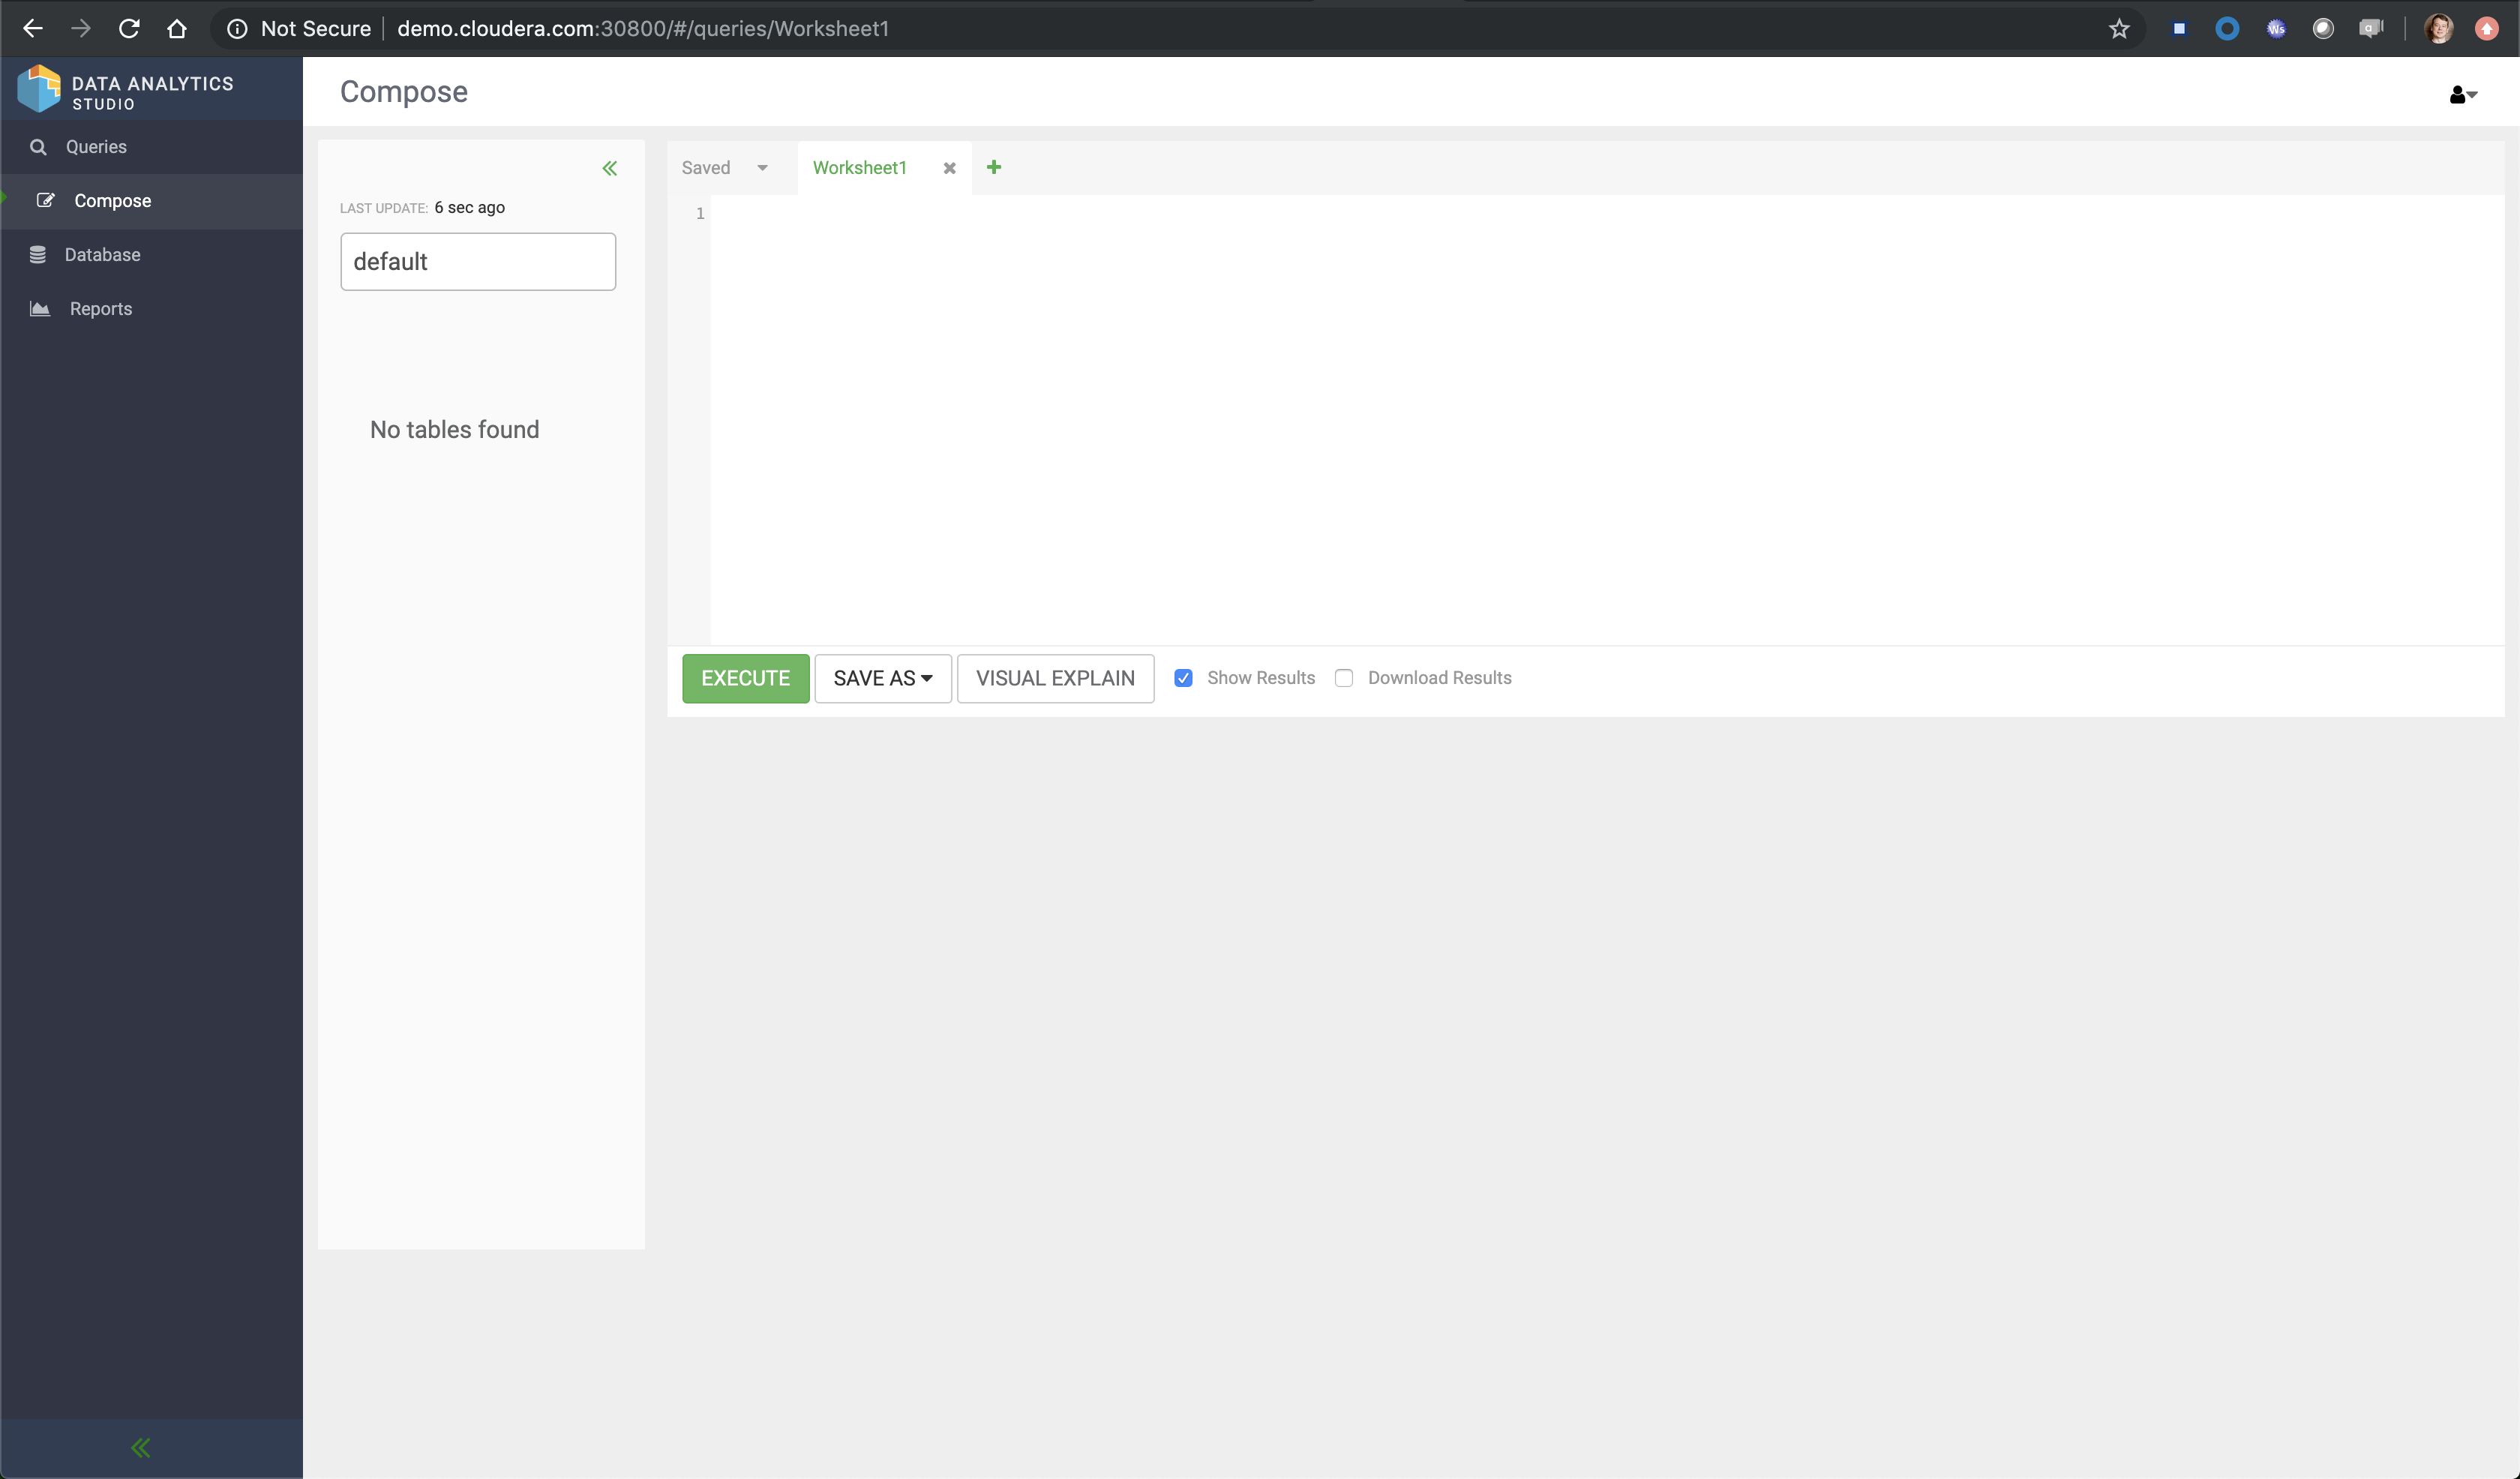 Not Secure
demo.cloudera.com:30800/#/queries/Worksheet1
Ws
a
DATA ANALYTICS
STUDIO
Compose
Queries
Compose
Database
Reports
LAST UPDATE: 6 sec ago
default
No tables found
Saved
Worksheet1
1
EXECUTE
SAVE AS
VISUAL EXPLAIN
Show Results
Download Results